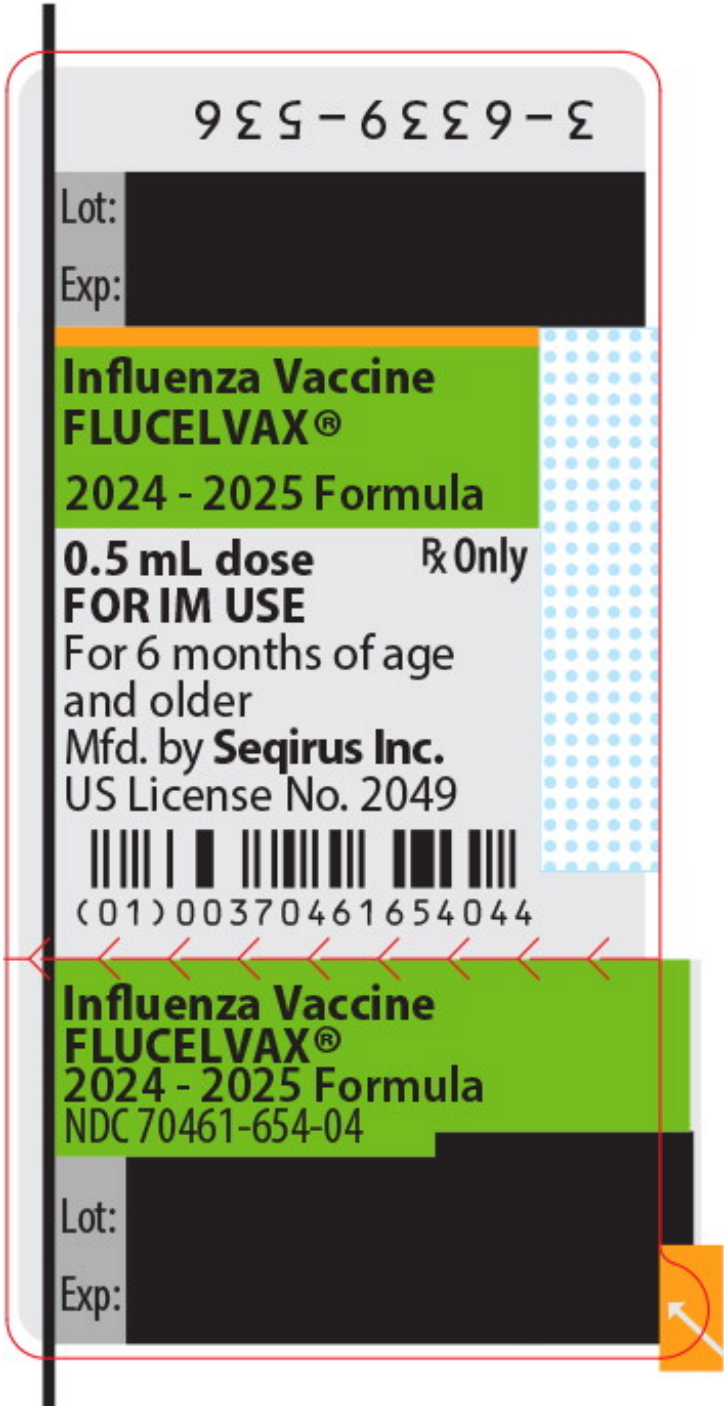 3-6339-536
Lot:
Exp:
Influenza Vaccine
FLUCELVAX®
2024 - 2025 Formula
0.5 mL dose ℞ Only
FOR IM USE
For 6 months of age
and older
Mfd. by Seqirus Inc.
US License No. 2049
(01)00370461654044
Influenza Vaccine
FLUCELVAX®
2024 - 2025 Formula
NDC 70461-654-04
Lot:
Exp: